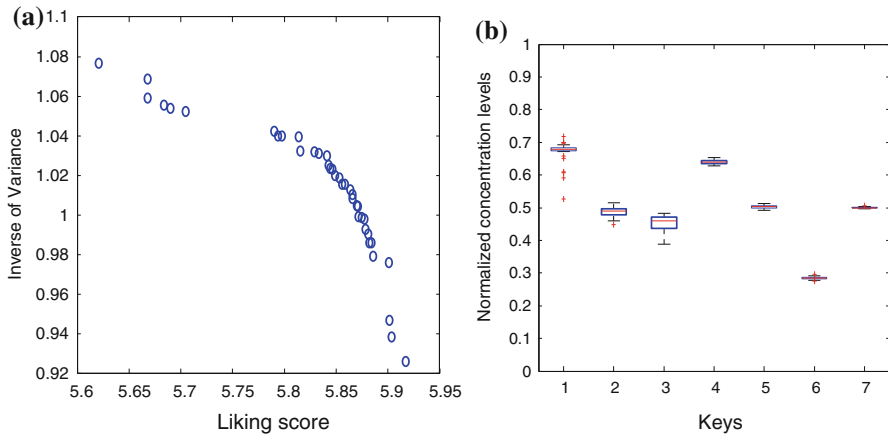 (a)
1.1
1.08
1.06
1.04
1.02
1
0.98
0.96
0.94
0.92
Inverse of Variance
5.6 5.65 5.7 5.75 5.8 5.85 5.9 5.95
Liking score
(b)
1
0.9
0.8
0.7
0.6
0.5
0.4
0.3
0.2
0.1
0
Normalized concentration levels
1 2 3 4 5 6 7
Keys